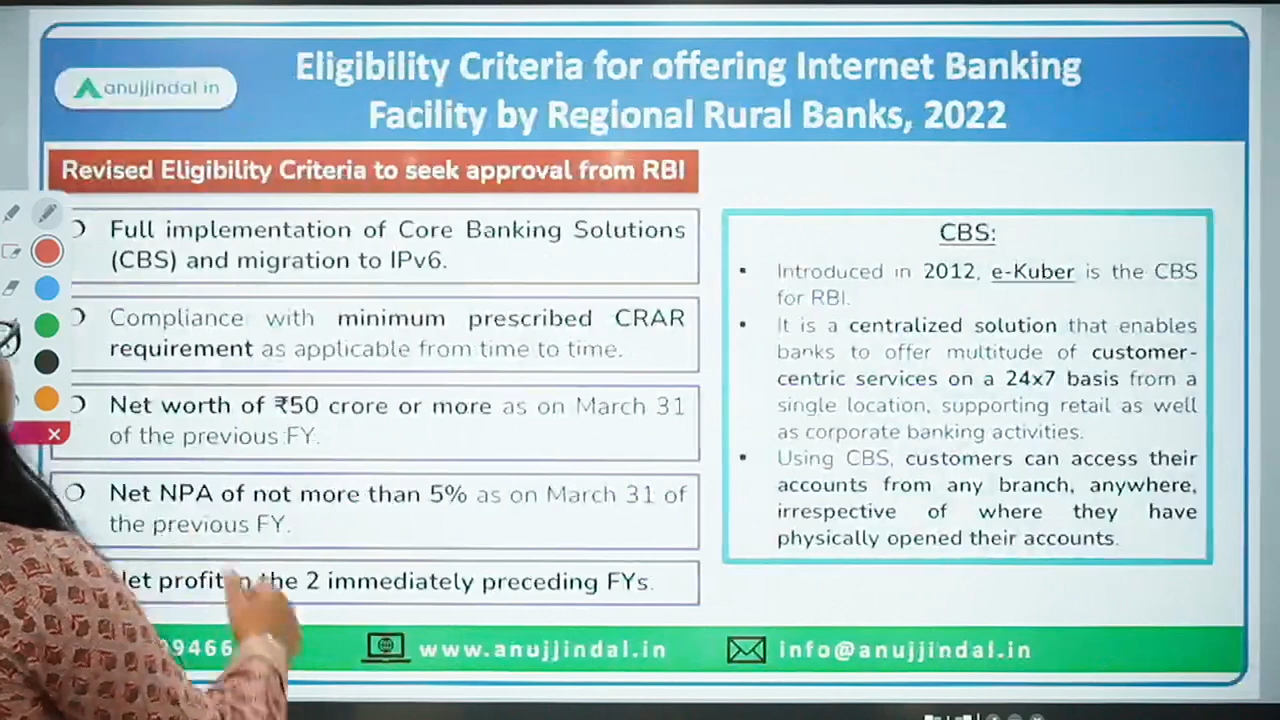 anujjindal in
Eligibility Criteria for offering Internet Banking
Facility by Regional Rural Banks, 2022
Revised Eligibility Criteria to seek approval from RBI
Full implementation of Core Banking Solutions
(CBS) and migration to IPv6.
Compliance with minimum prescribed CRAR
requirement as applicable from time to time.
Net worth of ₹50 crore or more as on March 31
of the previous FY.
Net NPA of not more than 5% as on March 31 of
the previous FY.
profit the 2 immediately preceding FYs.
CBS:
• Introduced in 2012, e-Kuber is the CBS
for RBI.
• It is a centralized solution that enables
banks to offer multitude of customer-
centric services on a 24x7 basis from a
single location, supporting retail as well
as corporate banking activities.
• Using CBS, customers can access their
accounts from any branch, anywhere,
irrespective of where they have
physically opened their accounts.
9466
www.anujjindal.in
info@anujjindal.in